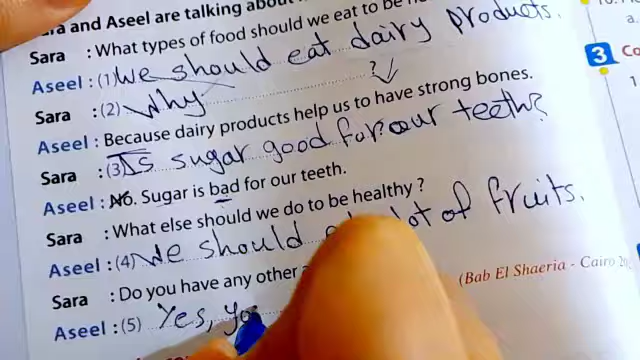 ara and Aseel are talking about
Sara : What types of food should we eat to be he
Aseel : (1) We should eat dairy products.
Sara : (2) Why ?
Aseel : Because dairy products help us to have strong bones.
Sara : (3) Is sugar good for our teeth?
Aseel : No. Sugar is bad for our teeth.
Sara : What else should we do to be healthy ?
Aseel : (4) We should lot of fruits.
Sara : Do you have any other
(Bab El Shaeria - Cairo 20
Aseel : (5) Yes,
3 Co
a.